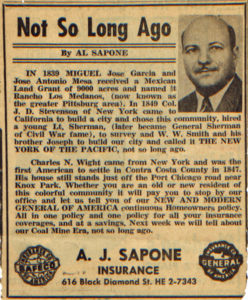 Not So Long Ago
By AL SAPONE
IN 1839 MIGUEL Jose Garcia and
Jose Antonio Mesa received a Mexican
Land Grant of 9000 acres and named it
Rancho Los Medanos, (now known as
the greater Pittsburg area). In 1849 Col.
J. D. Stevenson of New York came to
California to build a city and chose this community, hired
a young Lt, Sherman, (later became General Sherman
of Civil War fame), to survey and W. W. Smith and his
brother Joseph to build our city and called it THE NEW
YORK OF THE PACIFIC, not so long ago.
Charles N. Wight came from New York and was the
first American to settle in Contra Costa County in 1847.
His house still stands just off the Port Chicago road near
Knox Park. Whether you are an old or new resident of
this colorful community it will pay you to stop by our
office and let us tell you of our NEW AND MODERN
GENERAL OF AMERICA continuous Homeowners policy.
All in one policy and one policy for all your insurance
coverages, and at a savings. Next week we will tell about
our Coal Mine Era, not so long ago.
SAFECO
A. J. SAPONE
INSURANCE
616 Black Diamond St. HE 2-7343
GENERAL